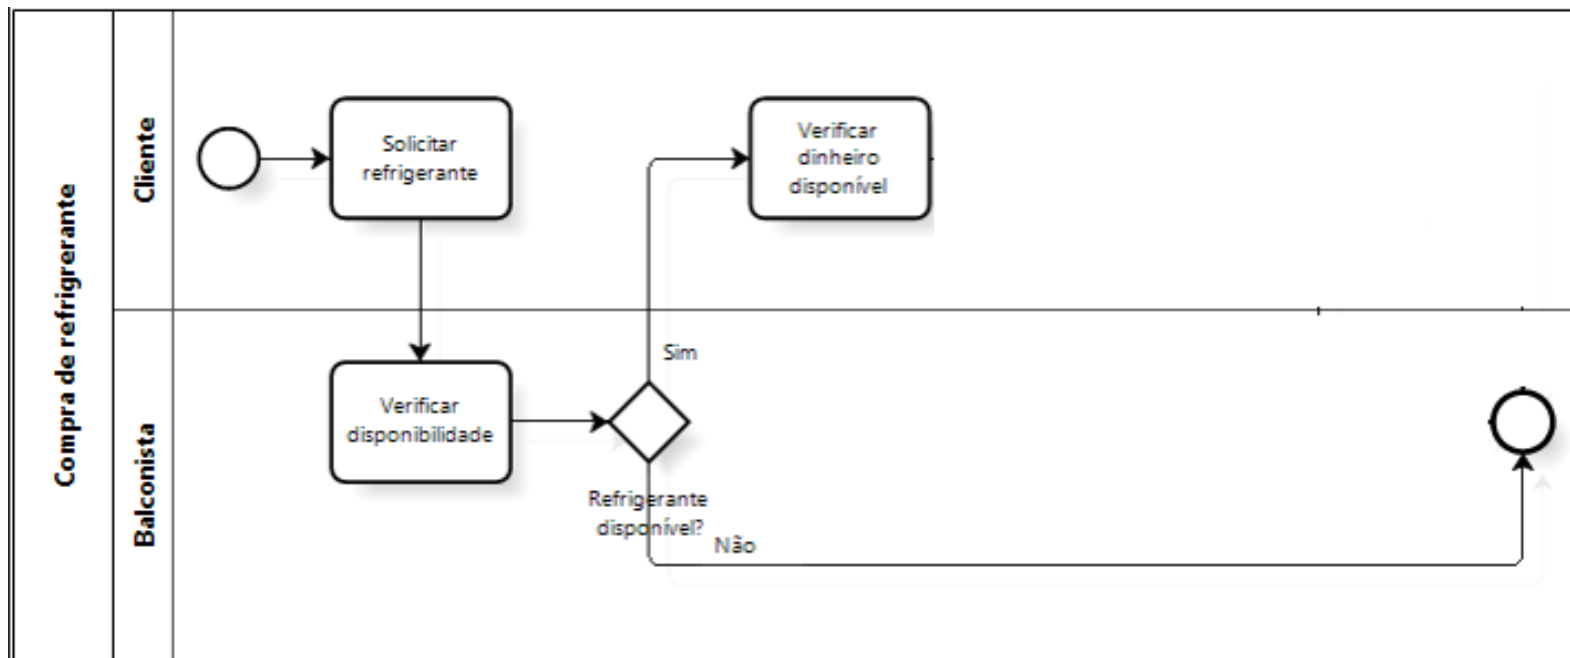 Compra de refrigrerante
Cliente
Solicitar
refrigerante
Verificar
dinheiro
disponível
Balconista
Verificar
disponibilidade
Sim
Refrigerante
disponível?
Não